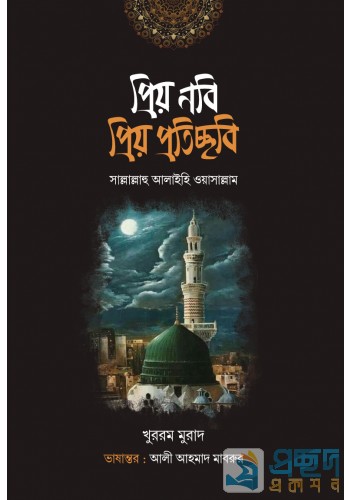 প্রিয় নবি
প্রিয় প্রতিচ্ছবি
সাল্লাল্লাহু আলাইহি ওয়াসাল্লাম
খুররম মুরাদ
ভাষান্তর : আলী আহমাদ মাবরুর
প্রচ্ছদ
প্রকাশন